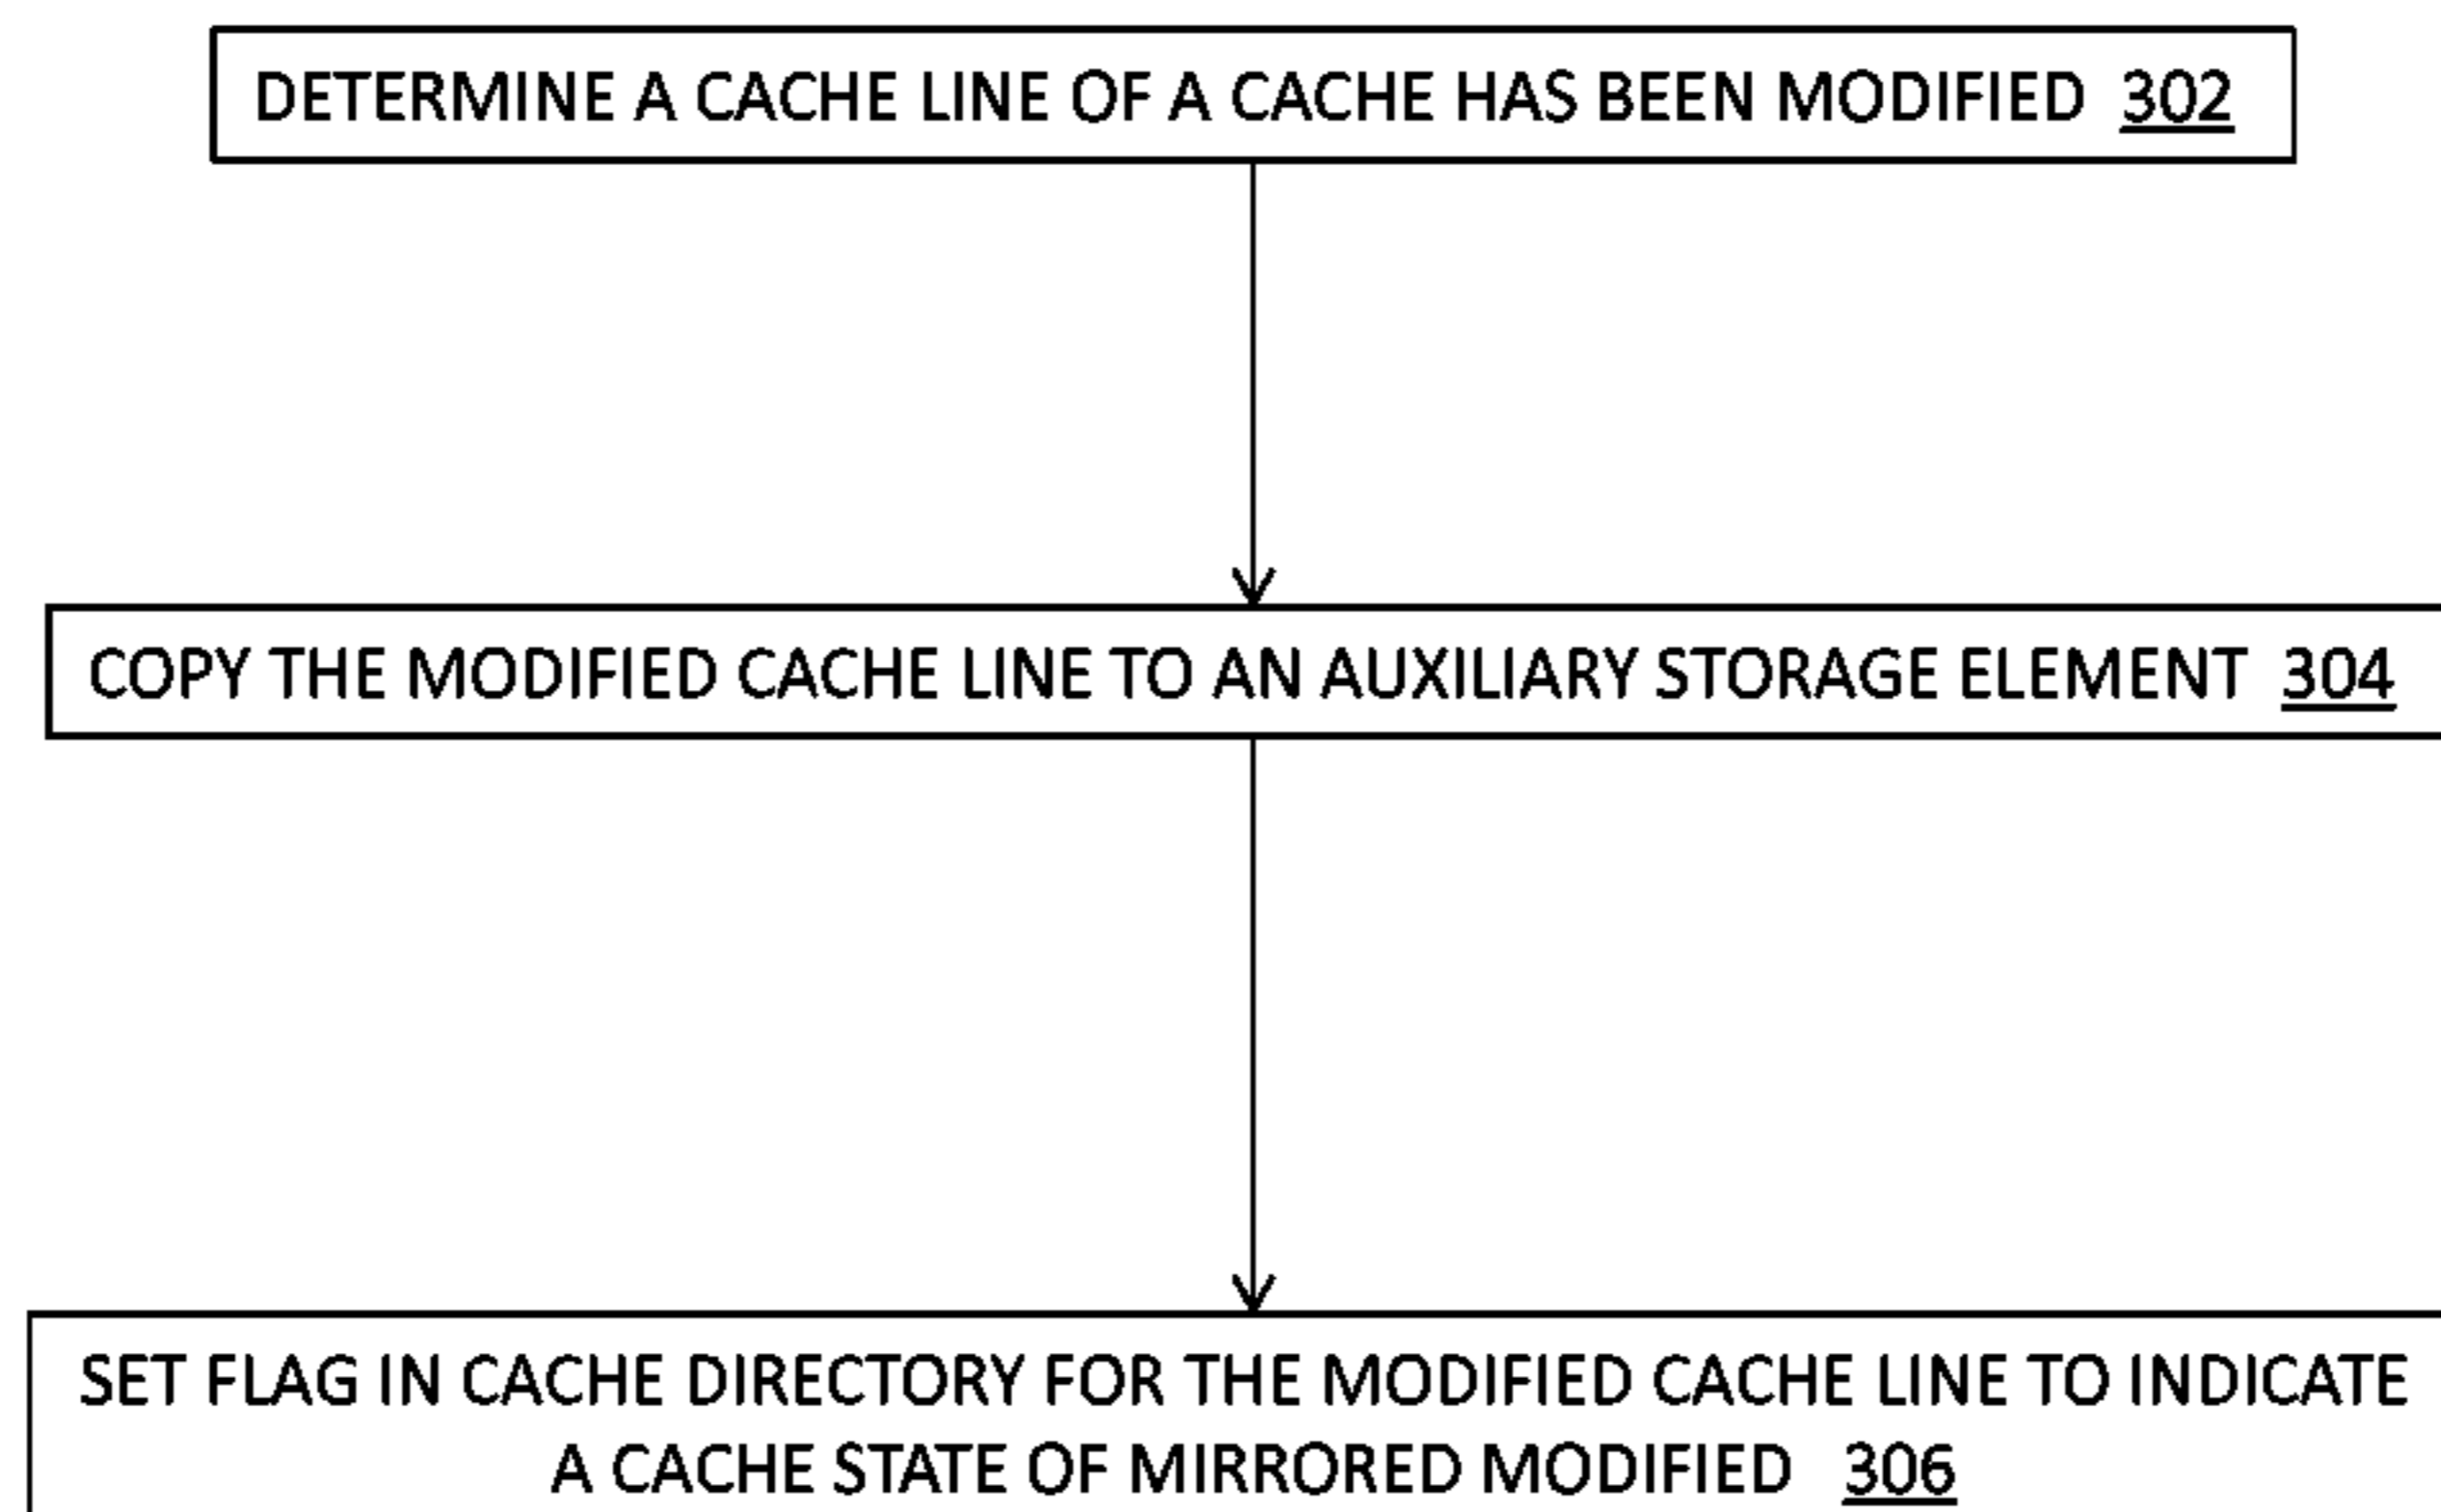 DETERMINE A CACHE LINE OF A CACHE HAS BEEN MODIFIED 302
COPY THE MODIFIED CACHE LINE TO AN AUXILIARY STORAGE ELEMENT 304
SET FLAG IN CACHE DIRECTORY FOR THE MODIFIED CACHE LINE TO INDICATE
A CACHE STATE OF MIRRORED MODIFIED 306